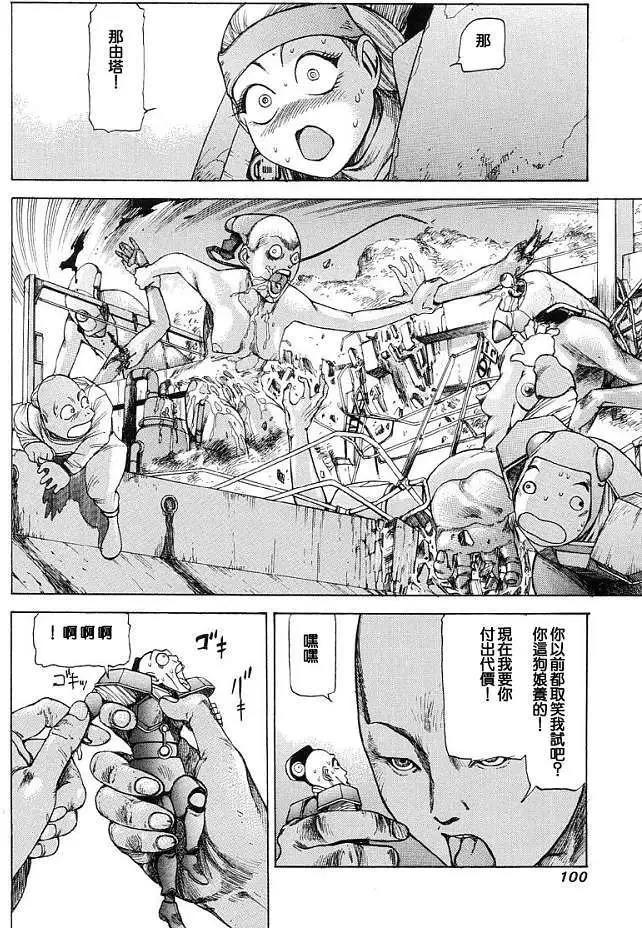 那
那由塔！
你以前都取笑我試吧？
你這狗娘養的！
現在我要你
付出代價！
嘿嘿
ゴキ
ゴキ
啊啊啊！
100